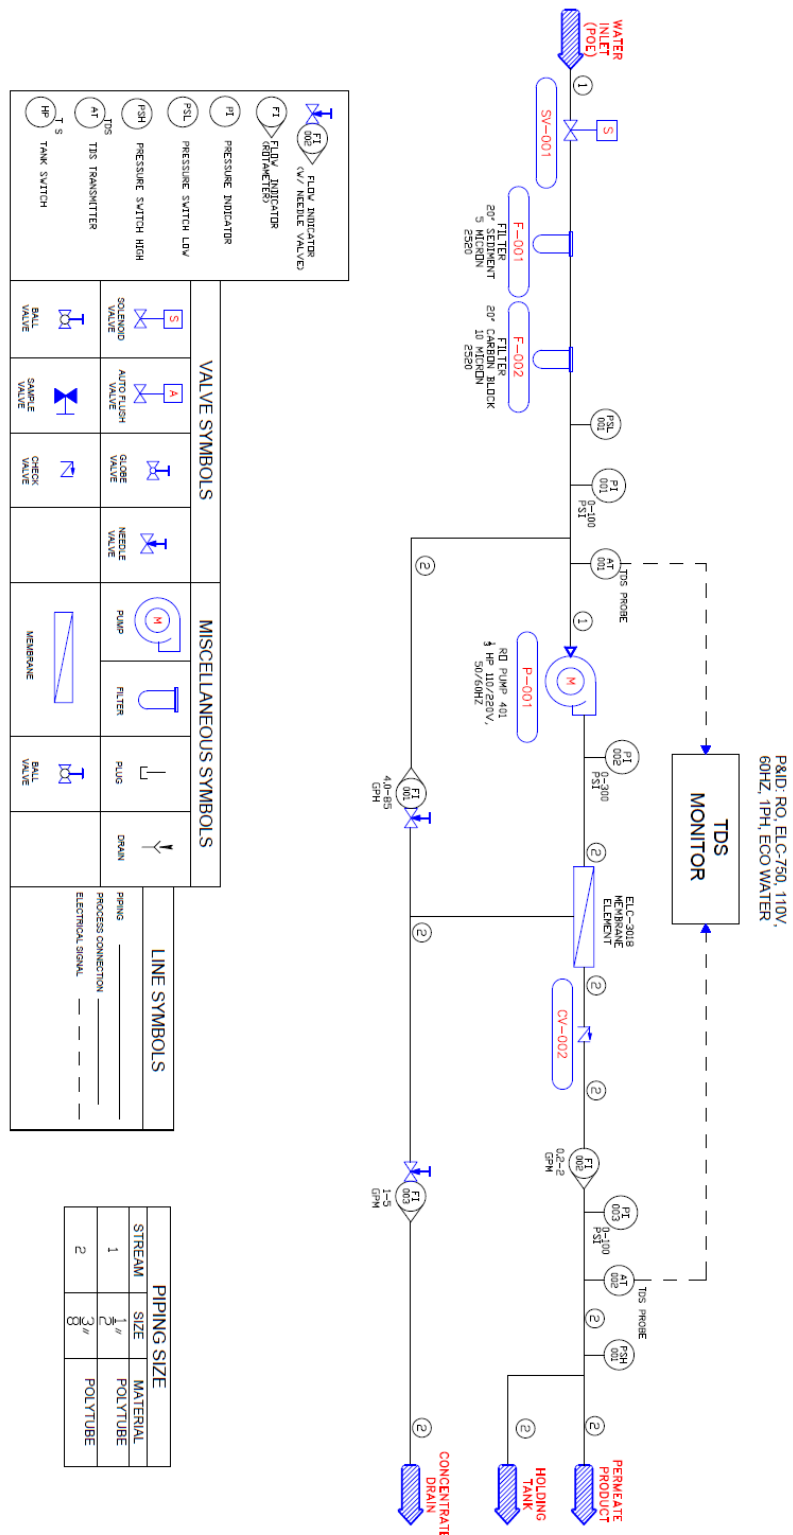 P&ID: RO, ELC-750, 110V,
60HZ, 1PH, ECO WATER
TDS
MONITOR
WATER
INLET
(POE)
1
S
SV-001
F-001
FILTER
20" SEDIMENT
5 MICRON
2520
F-002
FILTER
20" CARBON BLOCK
10 MICRON
2520
PSL
001
PI
001
0-100
PSI
AT
001
TDS PROBE
1
2
M
P-001
RO PUMP 401
1/3 HP 110/220V,
50/60HZ
PI
002
0-300
PSI
2
ELC-3018
MEMBRANE
ELEMENT
2
CV-002
2
FI
002
0.2-2
GPM
PI
003
0-100
PSI
AT
002
TDS PROBE
2
PSH
001
2
PERMEATE
PRODUCT
2
HOLDING
TANK
FI
001
4.0-85
GPH
2
FI
003
1-5
GPM
2
CONCENTRATE
DRAIN
FI
002
FLOW INDICATOR
(W/ NEEDLE VALVE)
FI
FLOW INDICATOR
(ROTAMETER)
PI
PRESSURE INDICATOR
PSL
PRESSURE SWITCH LOW
PSH
PRESSURE SWITCH HIGH
AT
TDS
TDS TRANSMITTER
HP
T S
TANK SWITCH
VALVE SYMBOLS
S
SOLENOID
VALVE
A
AUTO FLUSH
VALVE
GLOBE
VALVE
NEEDLE
VALVE
BALL
VALVE
SAMPLE
VALVE
CHECK
VALVE
MISCELLANEOUS SYMBOLS
M
PUMP
FILTER
PLUG
DRAIN
MEMBRANE
BALL
VALVE
LINE SYMBOLS
PIPING
PROCESS CONNECTION
ELECTRICAL SIGNAL
PIPING SIZE
STREAM SIZE MATERIAL
1 1/2" POLYTUBE
2 3/8" POLYTUBE